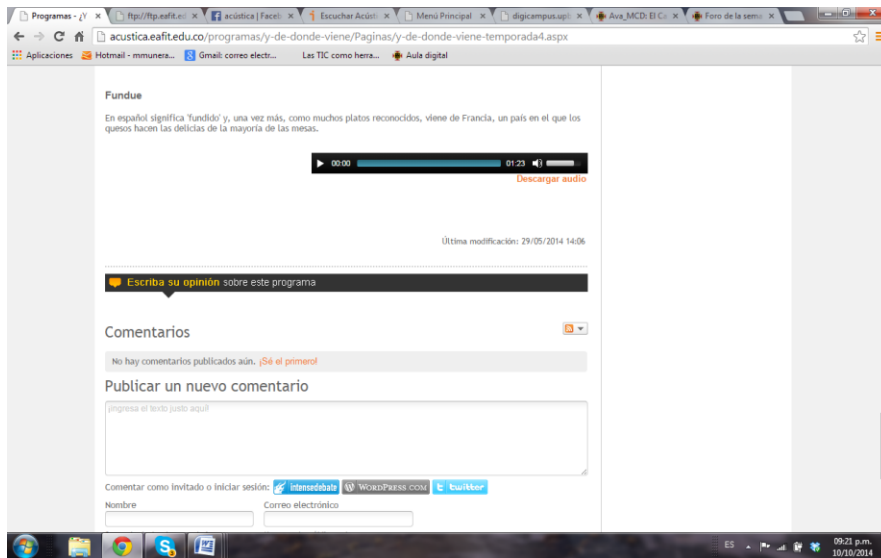 Programas - ¿Y
ftp://ftp.eafit.ed
acústica | Faceb
Escuchar Acústi
Menú Principal
digicampus.upb
Ava_MCD: El Ce
Foro de la sema
acustica.eafit.edu.co/programas/y-de-donde-viene/Paginas/y-de-donde-viene-temporada4.aspx
Aplicaciones Hotmail - mmunera... Gmail: correo electr... Las TIC como herra... Aula digital
Fundue
En español significa 'fundido' y, una vez más, como muchos platos reconocidos, viene de Francia, un país en el que los
quesos hacen las delicias de la mayoría de las mesas.
00:00 01:23
Descargar audio
Última modificación: 29/05/2014 14:06
Escriba su opinión sobre este programa
Comentarios
No hay comentarios publicados aún. ¡Sé el primero!
Publicar un nuevo comentario
¡Ingresa el texto justo aquí!
Comentar como invitado o iniciar sesión: intensedebate WORDPRESS.COM twitter
Nombre Correo electrónico
ES 09:21 p.m.
10/10/2014